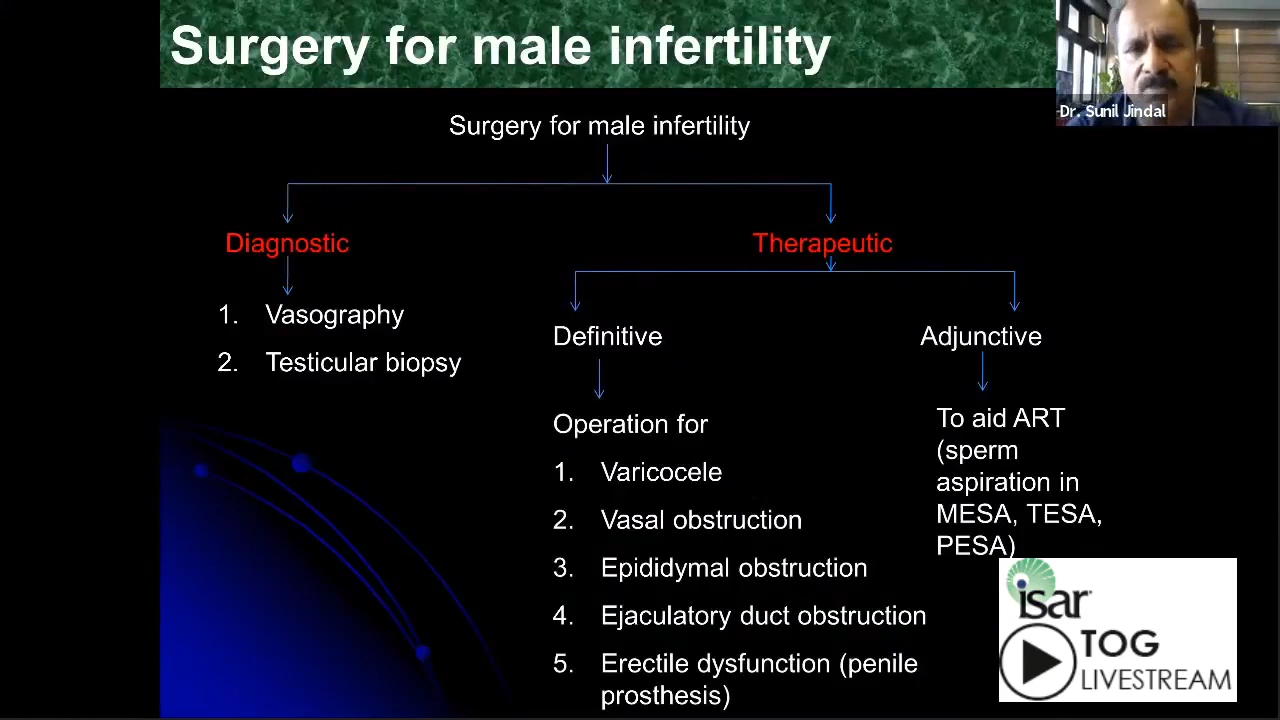 Surgery for male infertility
Dr. Sunil Jindal
Surgery for male infertility
Diagnostic
Therapeutic
1. Vasography
2. Testicular biopsy
Definitive
Adjunctive
Operation for
1. Varicocele
2. Vasal obstruction
3. Epididymal obstruction
4. Ejaculatory duct obstruction
5. Erectile dysfunction (penile
prosthesis)
To aid ART
(sperm
aspiration in
MESA, TESA,
PESA)
isar
TOG
LIVESTREAM